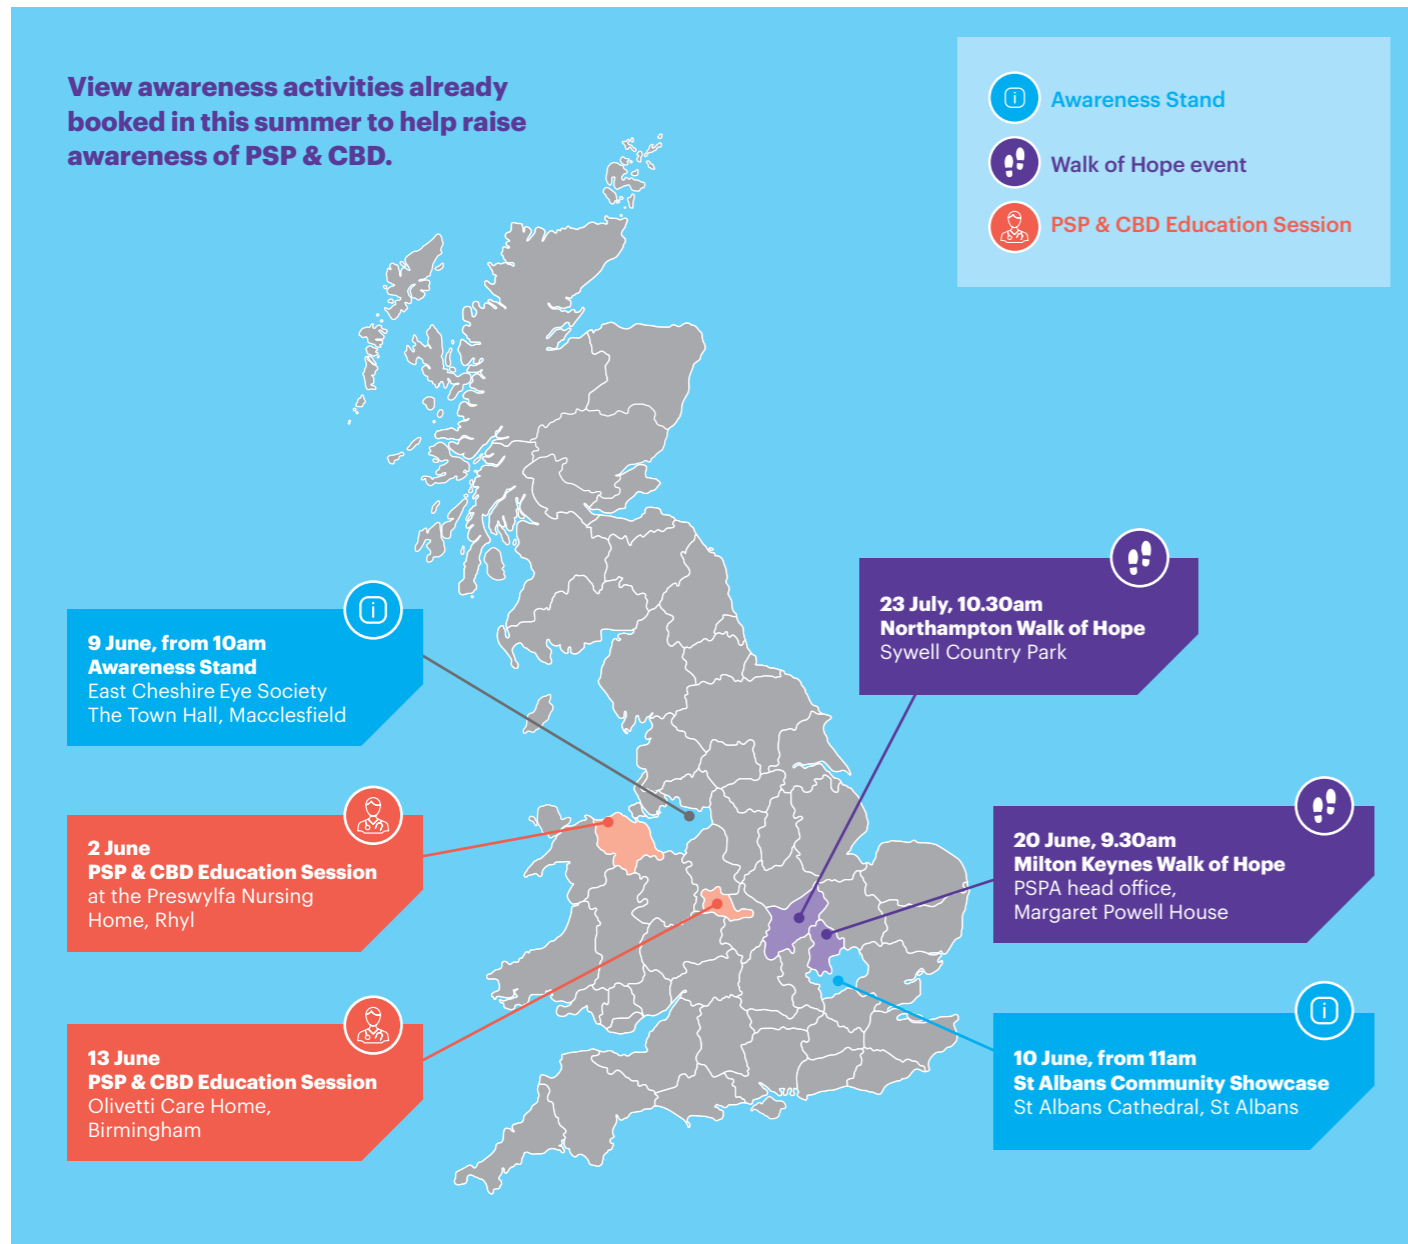 View awareness activities already
booked in this summer to help raise
awareness of PSP & CBD.
Awareness Stand
Walk of Hope event
PSP & CBD Education Session
9 June, from 10am
Awareness Stand
East Cheshire Eye Society
The Town Hall, Macclesfield
2 June
PSP & CBD Education Session
at the Preswylfa Nursing
Home, Rhyl
13 June
PSP & CBD Education Session
Olivetti Care Home,
Birmingham
23 July, 10.30am
Northampton Walk of Hope
Sywell Country Park
20 June, 9.30am
Milton Keynes Walk of Hope
PSPA head office,
Margaret Powell House
10 June, from 11am
St Albans Community Showcase
St Albans Cathedral, St Albans